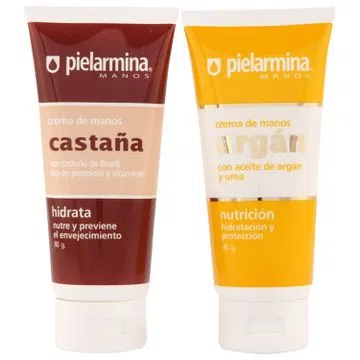 pielarmina
MANOS
crema de manos
castaña
con castaña de Brasil,
rica en proteínas y vitaminas
hidrata
nutre y previene
el envejecimiento
80 g.
pielarmina
MANOS
crema de manos
argán
con aceite de argán
y urea
nutrición
hidratación y
protección
80 g.